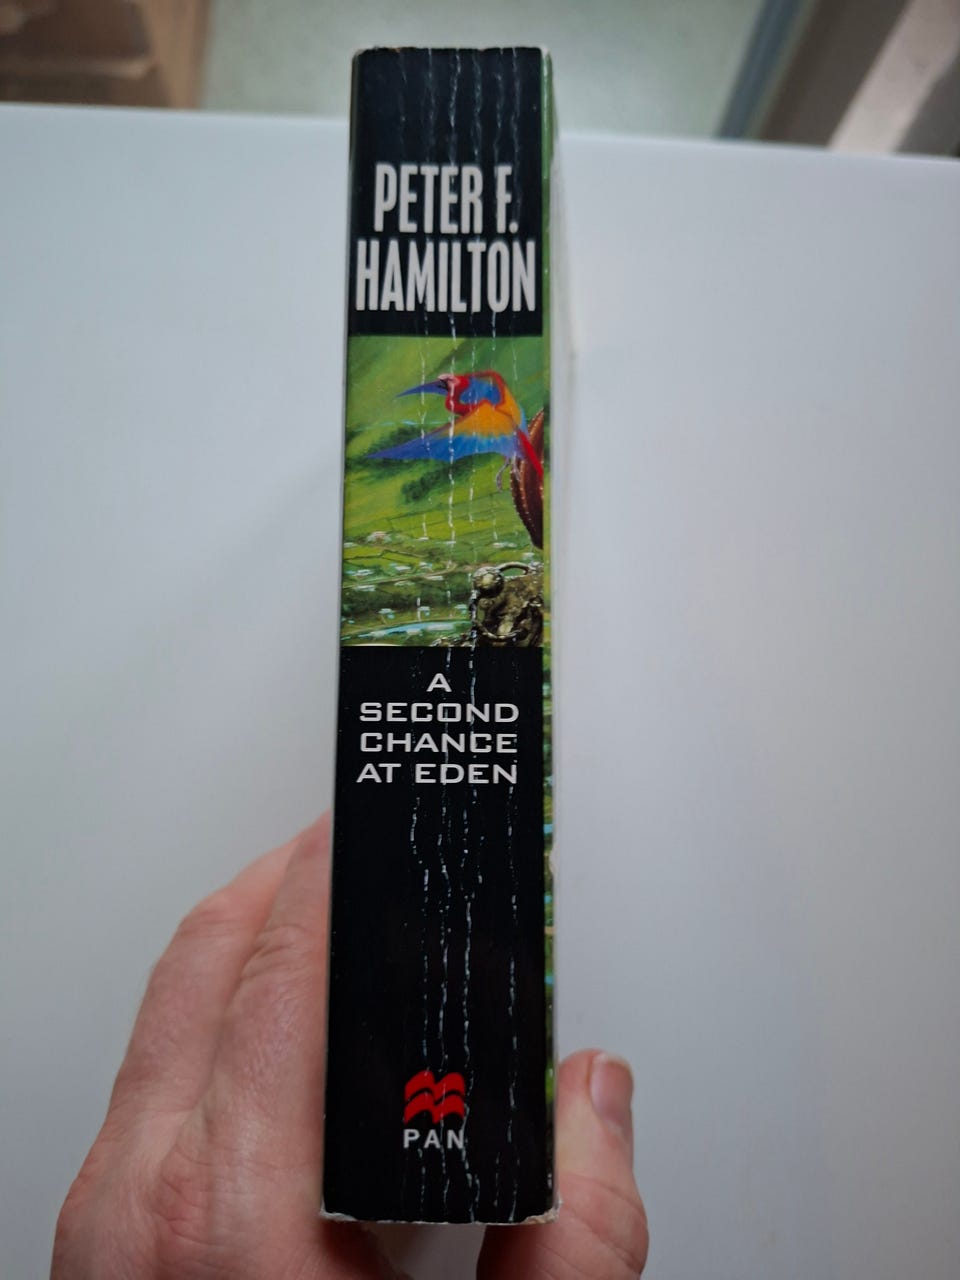 PETER F.
HAMILTON
A
SECOND
CHANCE
AT EDEN
PAN